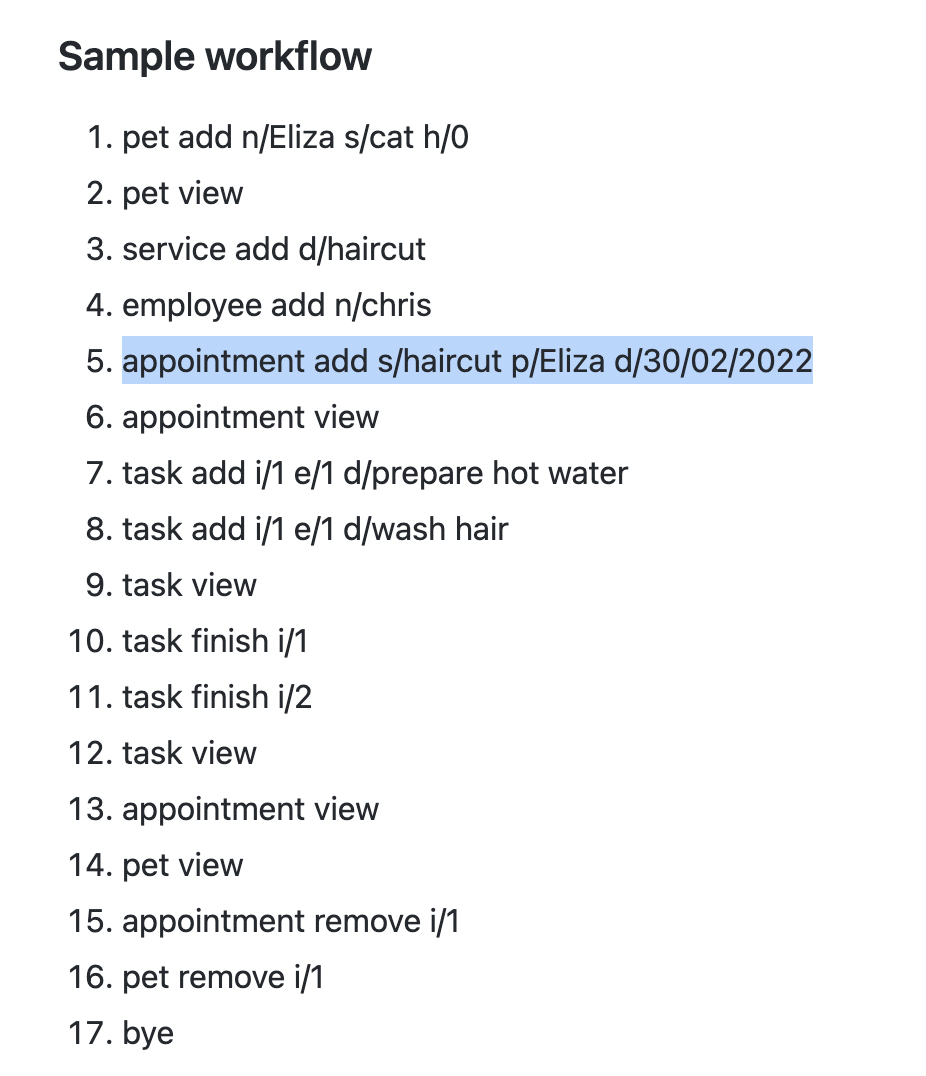 Sample workflow
1. pet add n/Eliza s/cat h/0
2. pet view
3. service add d/haircut
4. employee add n/chris
5. appointment add s/haircut p/Eliza d/30/02/2022
6. appointment view
7. task add i/1 e/1 d/prepare hot water
8. task add i/1 e/1 d/wash hair
9. task view
10. task finish i/1
11. task finish i/2
12. task view
13. appointment view
14. pet view
15. appointment remove i/1
16. pet remove i/1
17. bye